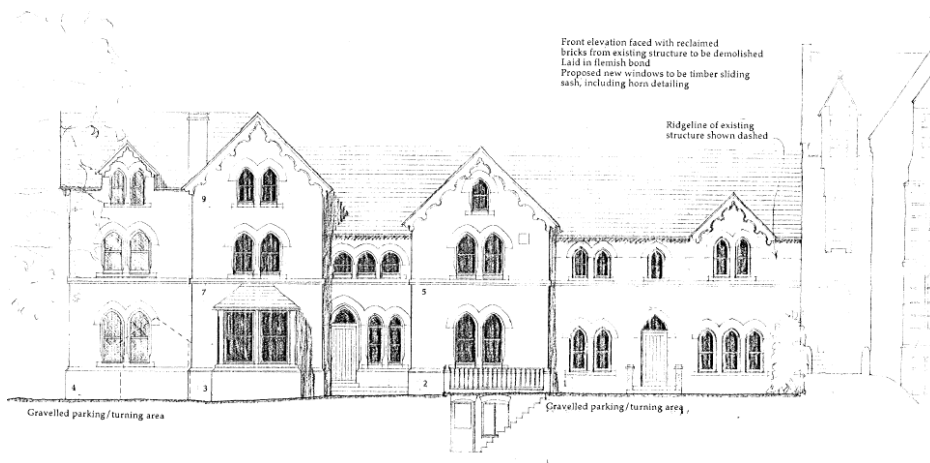 Front elevation faced with reclaimed
bricks from existing structure to be demolished
Laid in flemish bond
Proposed new windows to be timber sliding
sash, including horn detailing
Ridgeline of existing
structure shown dashed
9
7
5
4
3
2
1
Gravelled parking/turning area
Gravelled parking/turning area